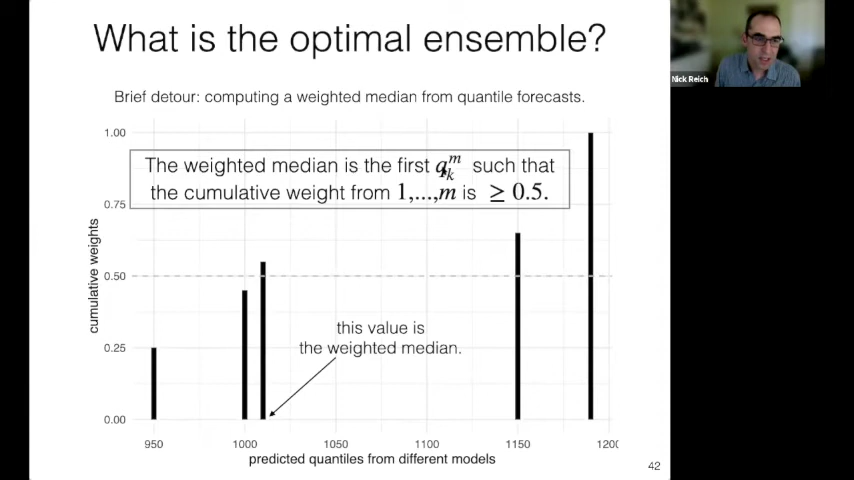 What is the optimal ensemble?
Nick Reich
Brief detour: computing a weighted median from quantile forecasts.
1.00
The weighted median is the first q_k^m such that
the cumulative weight from 1,...,m is ≥ 0.5.
0.75
cumulative weights
0.50
this value is
the weighted median.
0.25
0.00
950 1000 1050 1100 1150
predicted quantiles from different models
42